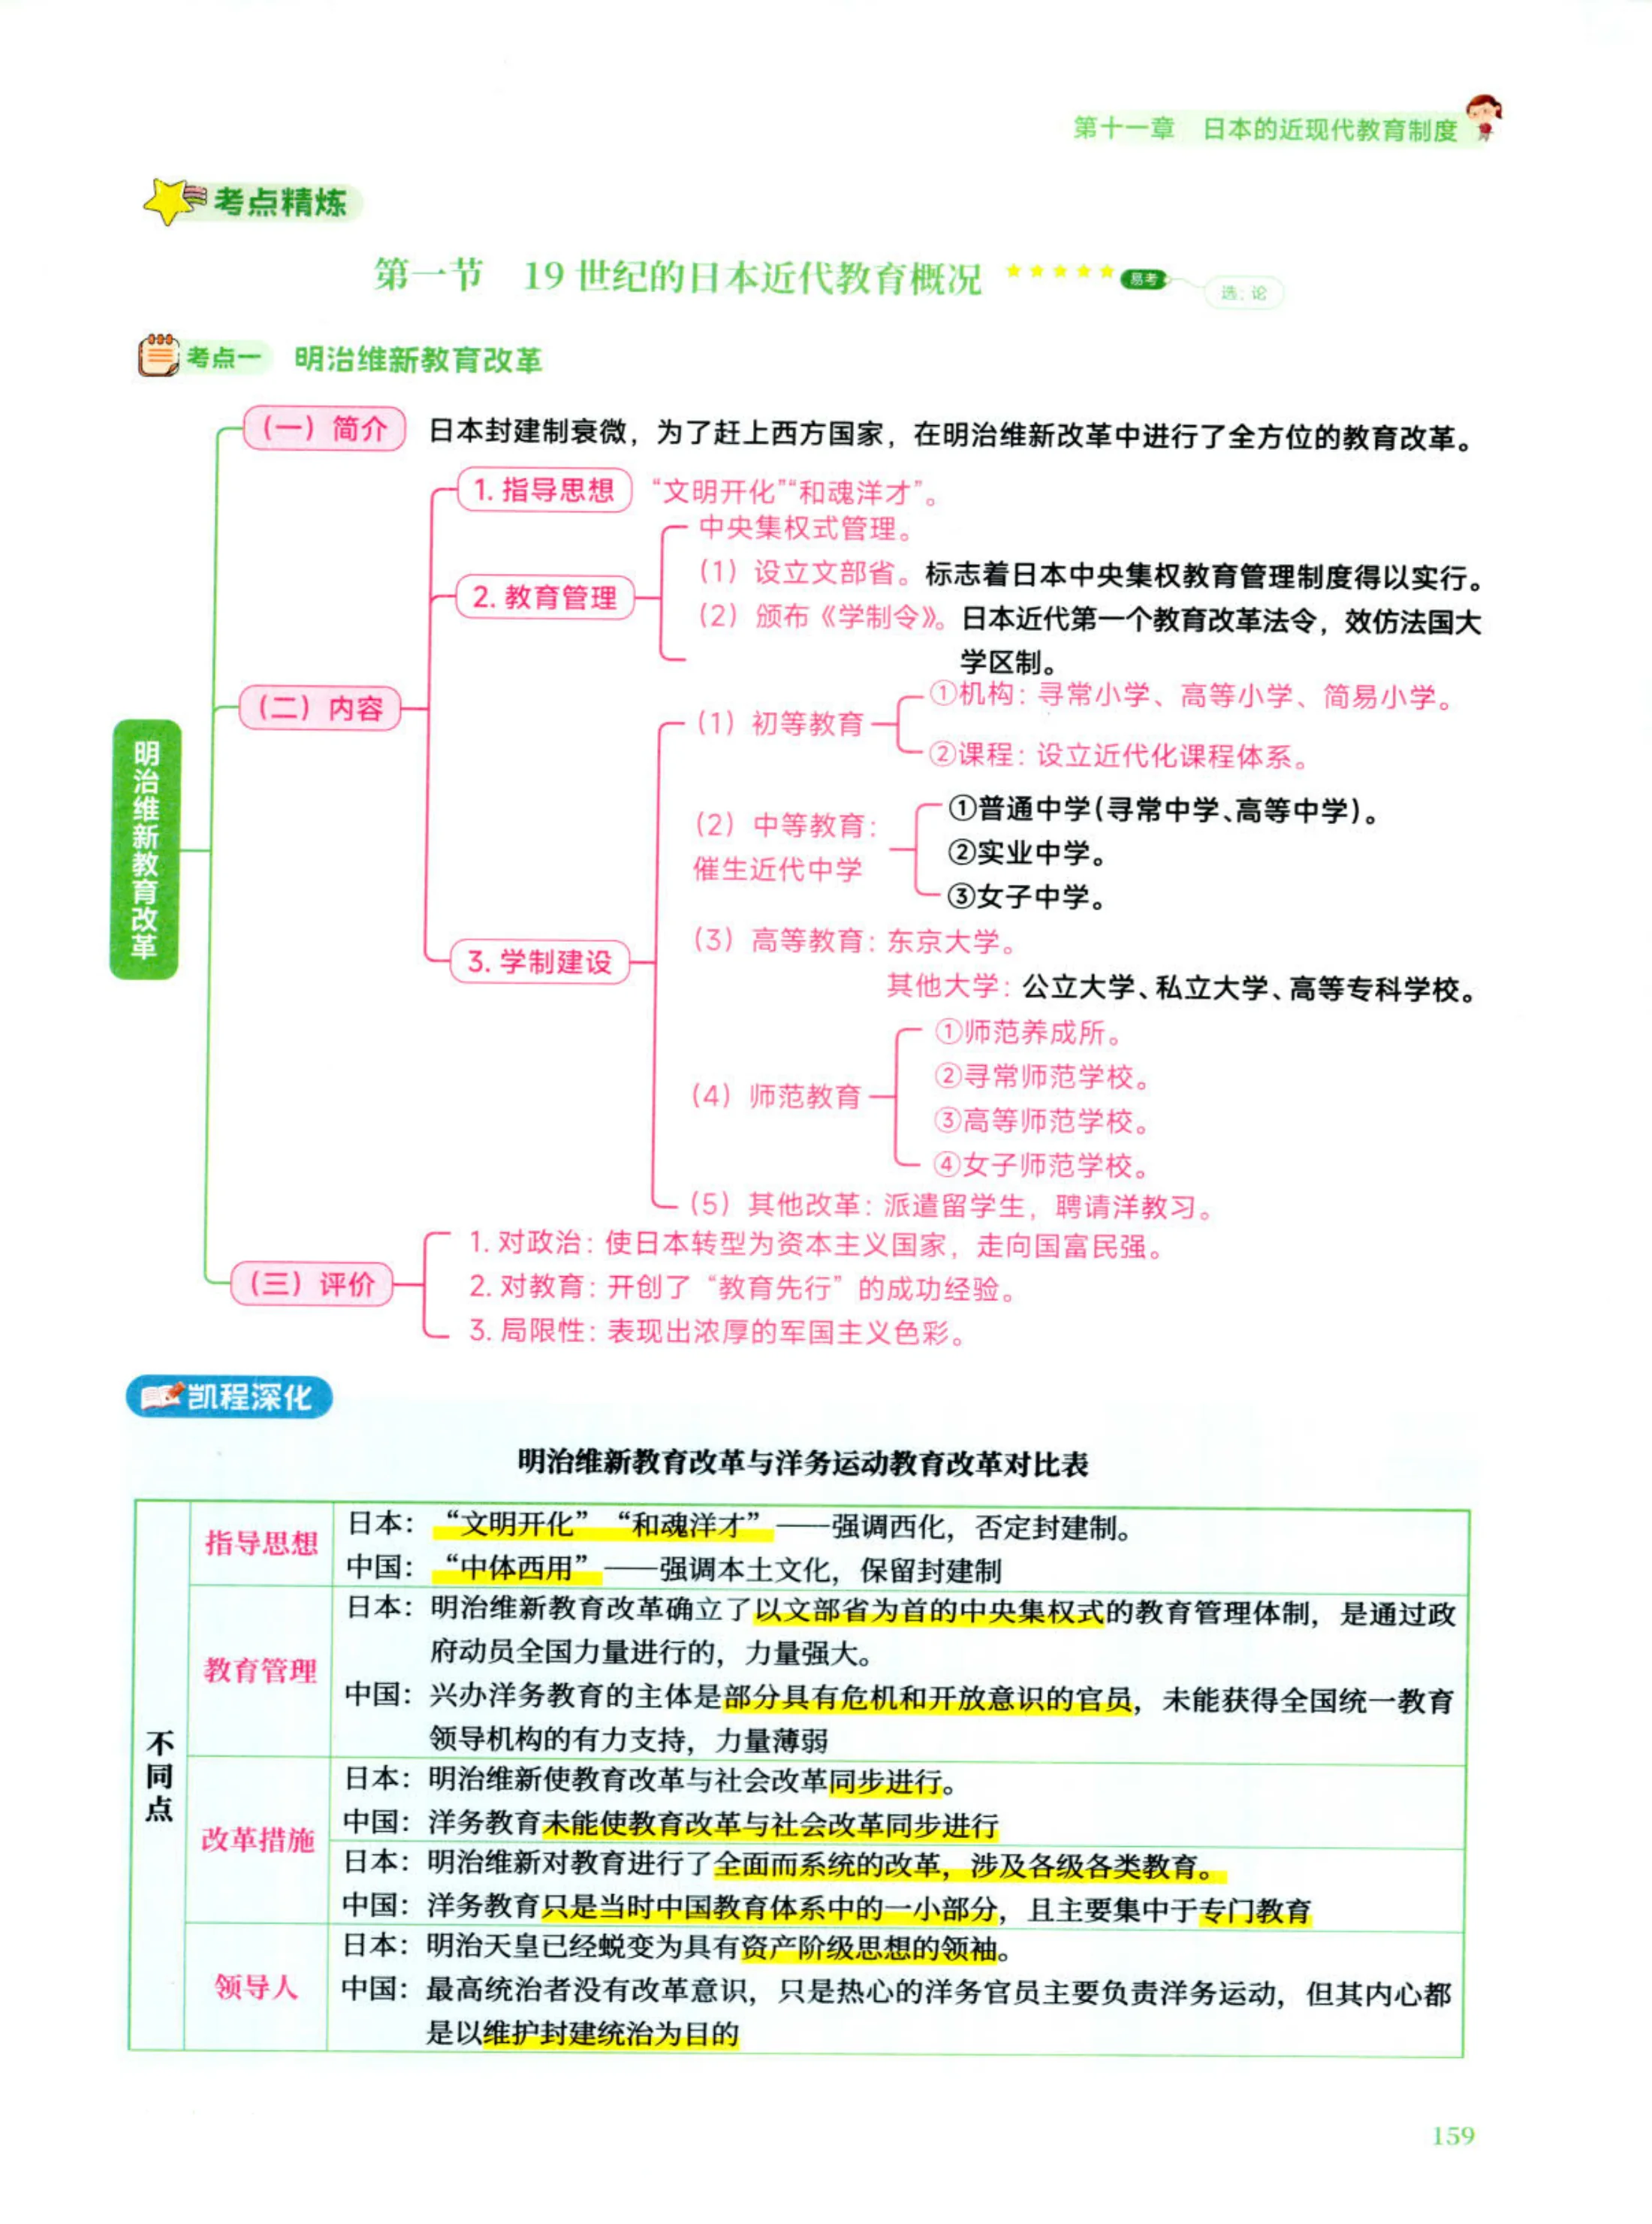 第十一章 日本的近现代教育制度
考点精炼
第一节 19世纪的日本近代教育概况 ★★★★★ 易考 选；论
考点一 明治维新教育改革
明治维新教育改革
（一）简介 日本封建制衰微，为了赶上西方国家，在明治维新改革中进行了全方位的教育改革。
（二）内容
1. 指导思想 “文明开化”“和魂洋才”。
2. 教育管理
中央集权式管理。
（1）设立文部省。标志着日本中央集权教育管理制度得以实行。
（2）颁布《学制令》。日本近代第一个教育改革法令，效仿法国大
学区制。
3. 学制建设
（1）初等教育
①机构：寻常小学、高等小学、简易小学。
②课程：设立近代化课程体系。
（2）中等教育：
催生近代中学
①普通中学(寻常中学、高等中学)。
②实业中学。
③女子中学。
（3）高等教育：东京大学。
其他大学：公立大学、私立大学、高等专科学校。
（4）师范教育
①师范养成所。
②寻常师范学校。
③高等师范学校。
④女子师范学校。
（5）其他改革：派遣留学生，聘请洋教习。
（三）评价
1. 对政治：使日本转型为资本主义国家，走向国富民强。
2. 对教育：开创了“教育先行”的成功经验。
3. 局限性：表现出浓厚的军国主义色彩。
凯程深化
明治维新教育改革与洋务运动教育改革对比表
不同点
指导思想
日本：“文明开化”“和魂洋才”——强调西化，否定封建制。
中国：“中体西用”——强调本土文化，保留封建制
教育管理
日本：明治维新教育改革确立了以文部省为首的中央集权式的教育管理体制，是通过政
府动员全国力量进行的，力量强大。
中国：兴办洋务教育的主体是部分具有危机和开放意识的官员，未能获得全国统一教育
领导机构的有力支持，力量薄弱
改革措施
日本：明治维新使教育改革与社会改革同步进行。
中国：洋务教育未能使教育改革与社会改革同步进行
日本：明治维新对教育进行了全面而系统的改革，涉及各级各类教育。
中国：洋务教育只是当时中国教育体系中的一小部分，且主要集中于专门教育
领导人
日本：明治天皇已经蜕变为具有资产阶级思想的领袖。
中国：最高统治者没有改革意识，只是热心的洋务官员主要负责洋务运动，但其内心都
是以维护封建统治为目的
159